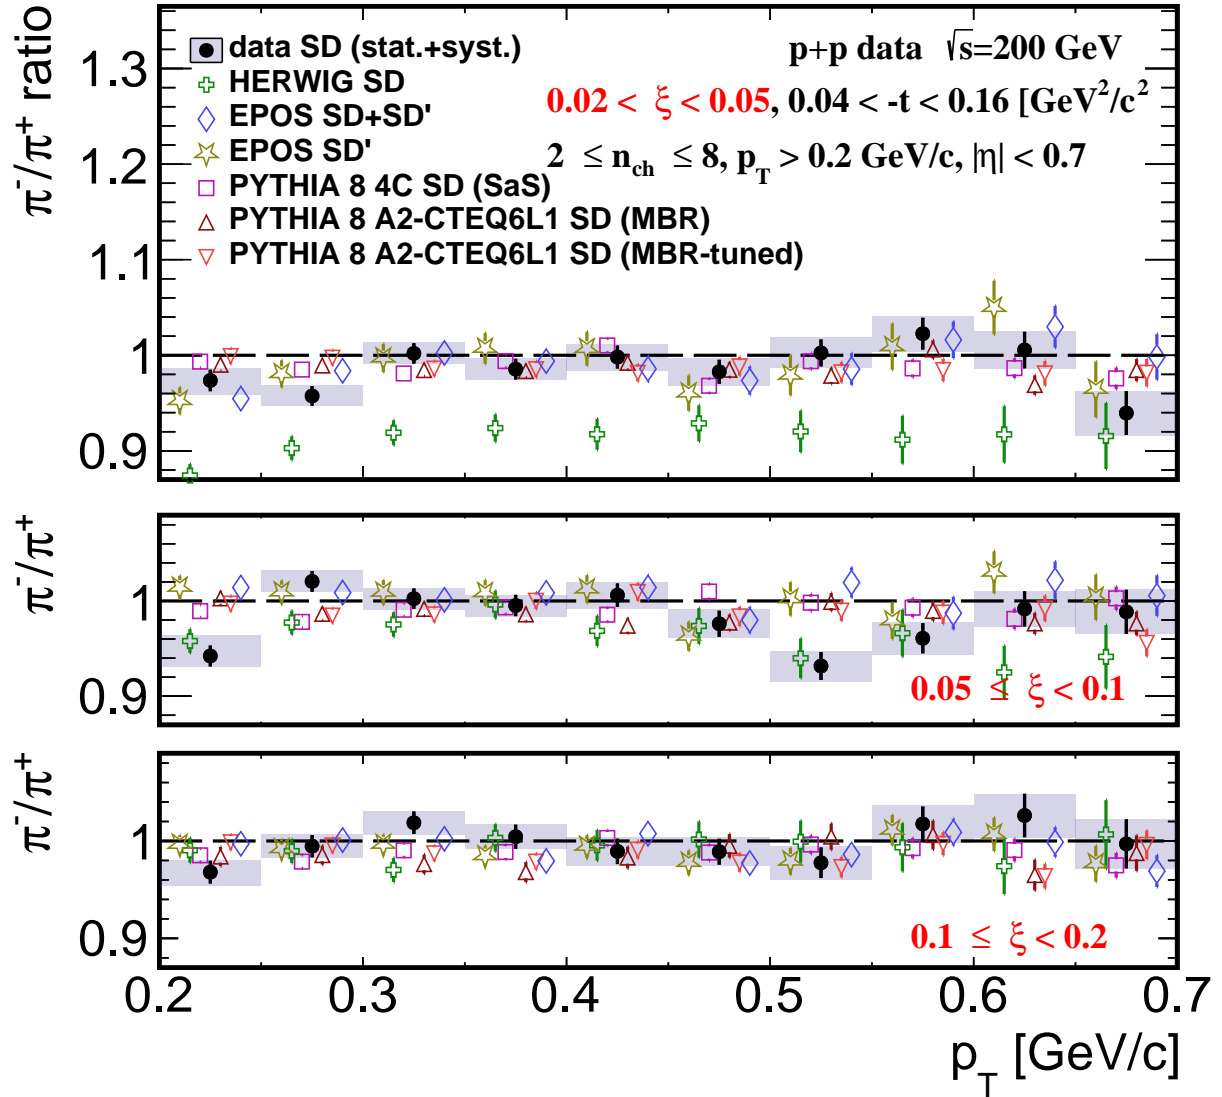 π⁻/π⁺ ratio
1.3
1.2
1.1
1
0.9
data SD (stat.+syst.)
HERWIG SD
EPOS SD+SD'
EPOS SD'
PYTHIA 8 4C SD (SaS)
PYTHIA 8 A2-CTEQ6L1 SD (MBR)
PYTHIA 8 A2-CTEQ6L1 SD (MBR-tuned)
p+p data √s=200 GeV
0.02 < ξ < 0.05, 0.04 < -t < 0.16 [GeV²/c²
2 ≤ n_ch ≤ 8, p_T > 0.2 GeV/c, |η| < 0.7
π⁻/π⁺
1
0.9
0.05 ≤ ξ < 0.1
π⁻/π⁺
1
0.9
0.1 ≤ ξ < 0.2
0.2 0.3 0.4 0.5 0.6 0.7
p_T [GeV/c]